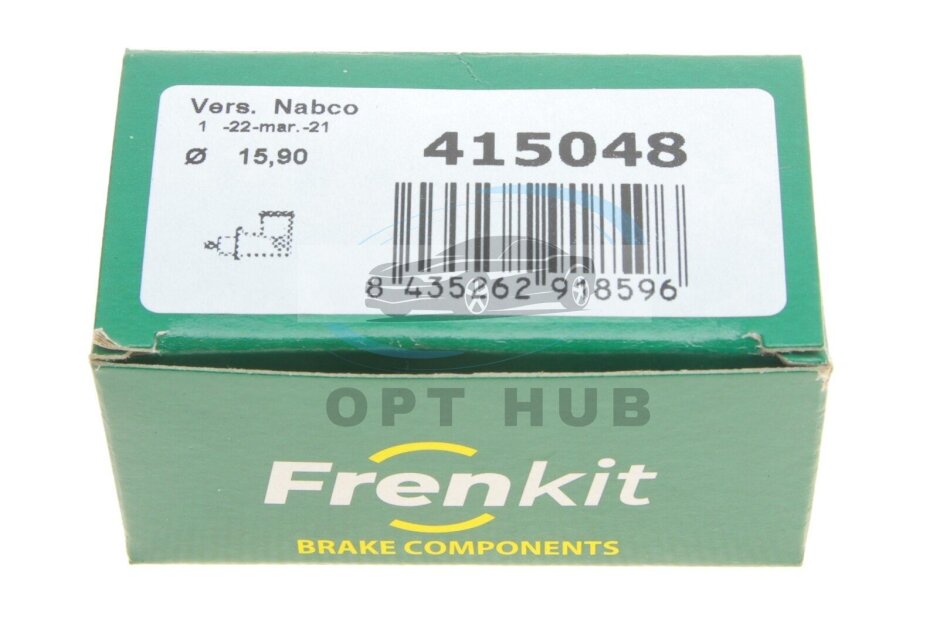 Vers. Nabco
1 -22-mar.-21
Ø 15,90
415048
8 435262 918596
OPT HUB
Frenkit
BRAKE COMPONENTS